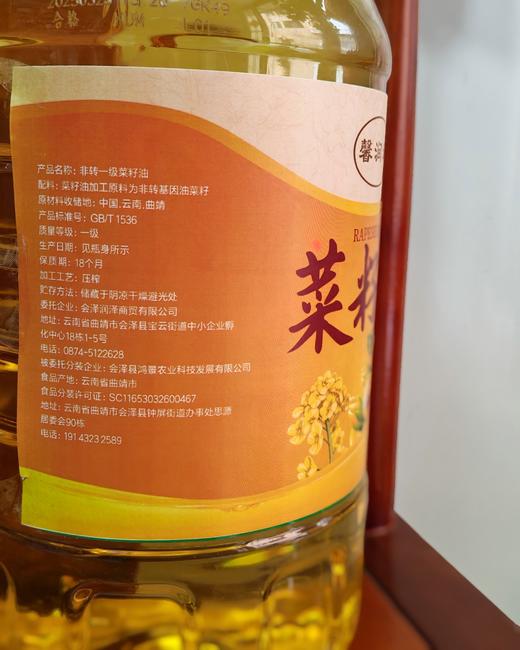 合格
馨
产品名称: 非转一级菜籽油
配料: 菜籽油加工原料为非转基因油菜籽
原材料收储地: 中国.云南.曲靖
产品标准号: GB/T 1536
质量等级: 一级
生产日期: 见瓶身所示
保质期: 18个月
加工工艺: 压榨
贮存方法: 储藏于阴凉干燥避光处
委托企业: 会泽润泽商贸有限公司
地址: 云南省曲靖市会泽县宝云街道中小企业孵
化中心18栋1-5号
电话: 0874-5122628
被委托分装企业: 会泽县鸿景农业科技发展有限公司
食品产地: 云南省曲靖市
食品分装许可证: SC11653032600467
地址: 云南省曲靖市会泽县钟屏街道办事处思源
居委会90栋
电话: 191 4323 2589
菜籽